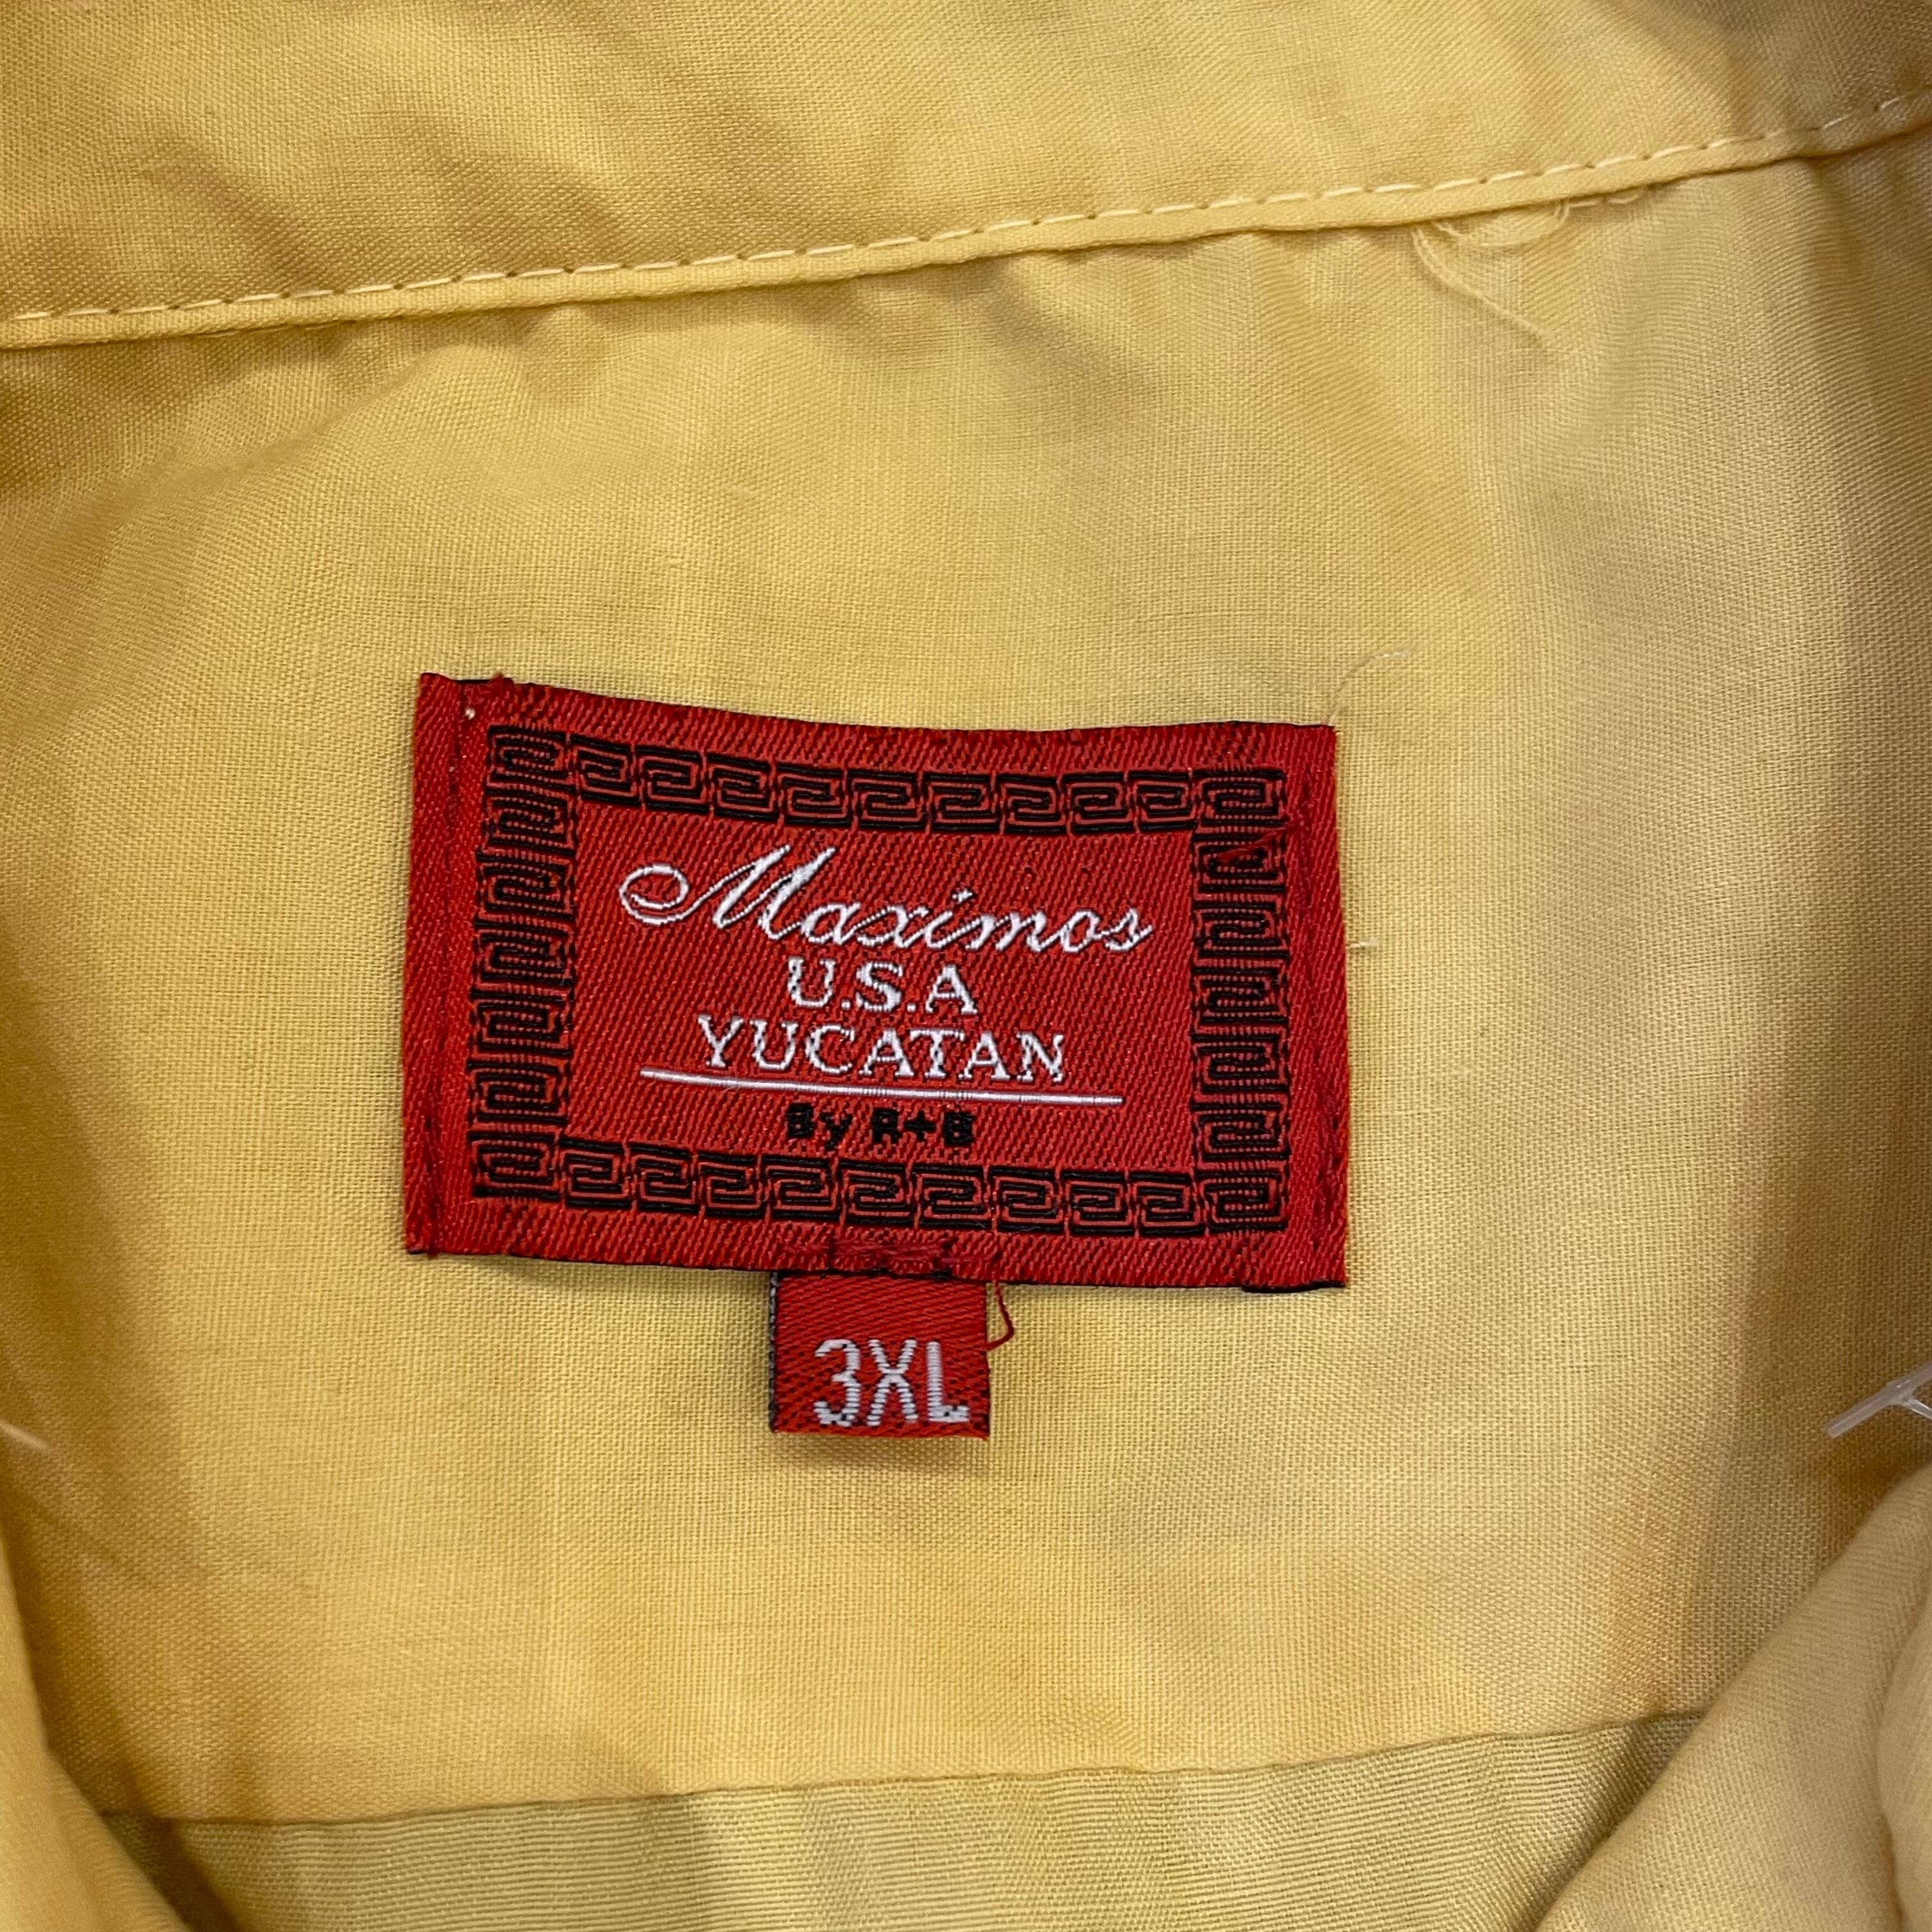 Maximos
U.S.A
YUCATAN
By R+B
3XL